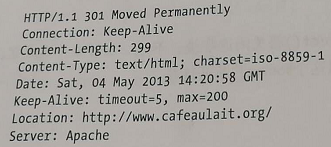 HTTP/1.1 301 Moved Permanently
Connection: Keep-Alive
Content-Length: 299
Content-Type: text/html; charset=iso-8859-1
Date: Sat, 04 May 2013 14:20:58 GMT
Keep-Alive: timeout=5, max=200
Location: http://www.cafeaulait.org/
Server: Apache